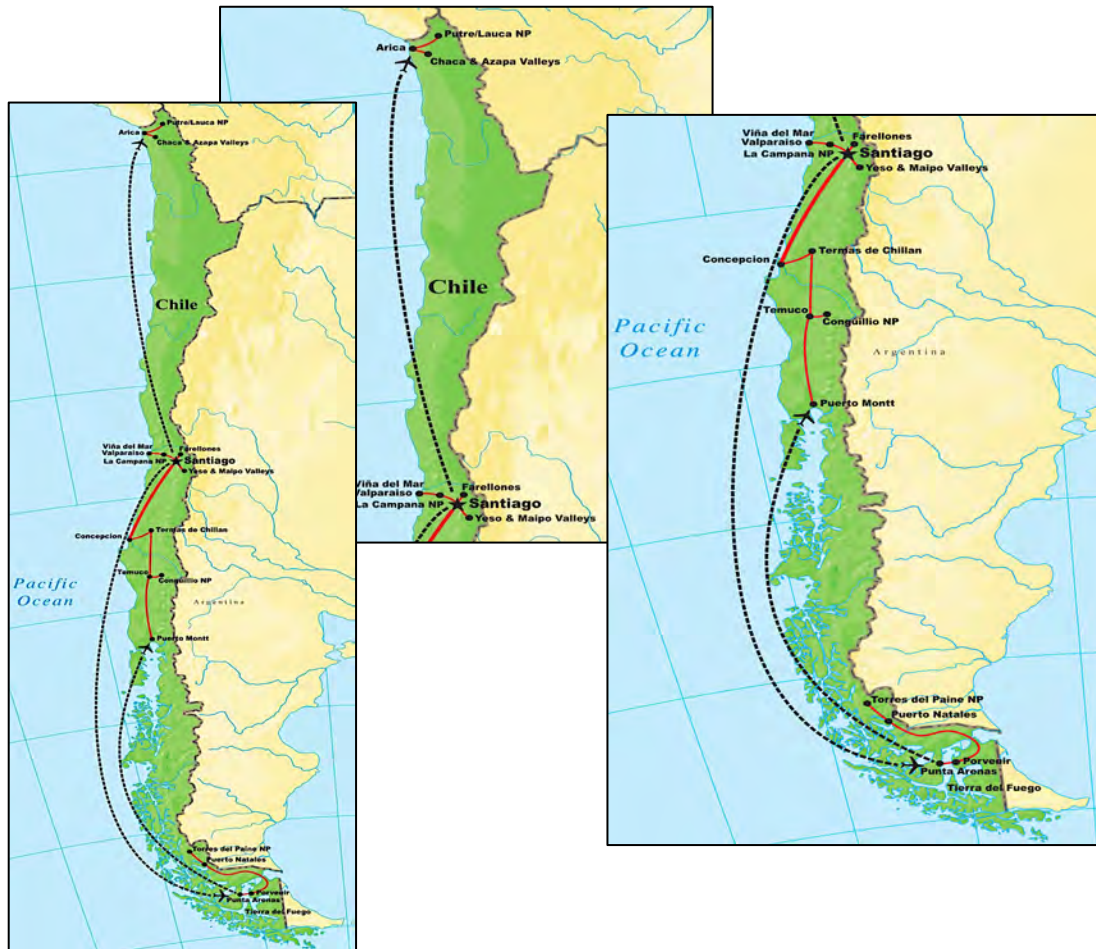 Putre/Lauca NP
Arica
Chaca & Azapa Valleys
Chile
Viña del Mar
Farellones
Valparaiso
Santiago
La Campana NP
Yeso & Maipo Valleys
Termas de Chillan
Concepcion
Temuco
Conguillio NP
Pacific
Ocean
Argentina
Puerto Montt
Torres del Paine NP
Puerto Natales
Porvenir
Punta Arenas
Tierra del Fuego
Putre/Lauca NP
Arica
Chaca & Azapa Valleys
Chile
Viña del Mar
Farellones
Valparaiso
Santiago
La Campana NP
Yeso & Maipo Valleys
Viña del Mar
Farellones
Valparaiso
Santiago
La Campana NP
Yeso & Maipo Valleys
Termas de Chillan
Concepcion
Temuco
Conguillio NP
Pacific
Ocean
Argentina
Puerto Montt
Torres del Paine NP
Puerto Natales
Porvenir
Punta Arenas
Tierra del Fuego